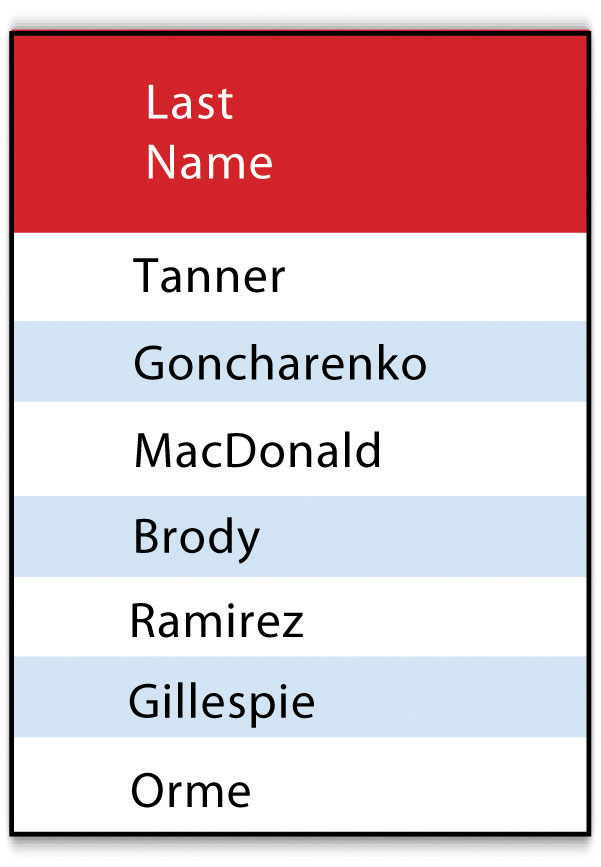 Last
Name
Tanner
Goncharenko
MacDonald
Brody
Ramirez
Gillespie
Orme